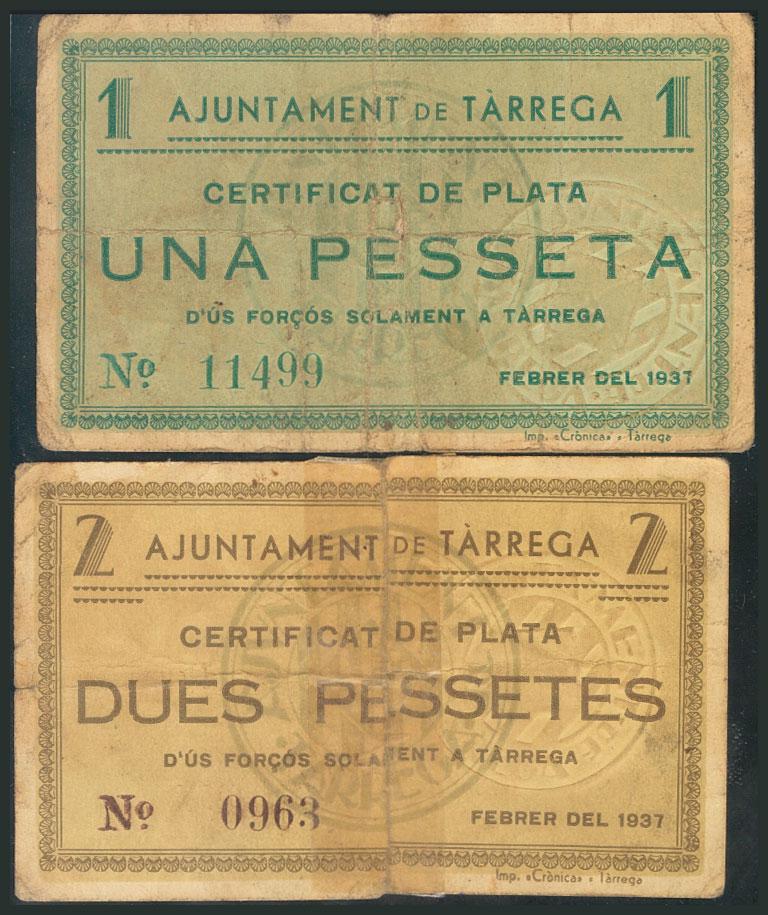 1 AJUNTAMENT DE TÀRREGA 1
CERTIFICAT DE PLATA
UNA PESSETA
D'ÚS FORÇÓS SOLAMENT A TÀRREGA
Nº 11499 FEBRER DEL 1937
Imp. «Crònica» - Tàrrega
2 AJUNTAMENT DE TÀRREGA 2
CERTIFICAT DE PLATA
DUES PESSETES
D'ÚS FORÇÓS SOLAMENT A TÀRREGA
Nº 0963 FEBRER DEL 1937
Imp. «Crònica» - Tàrrega